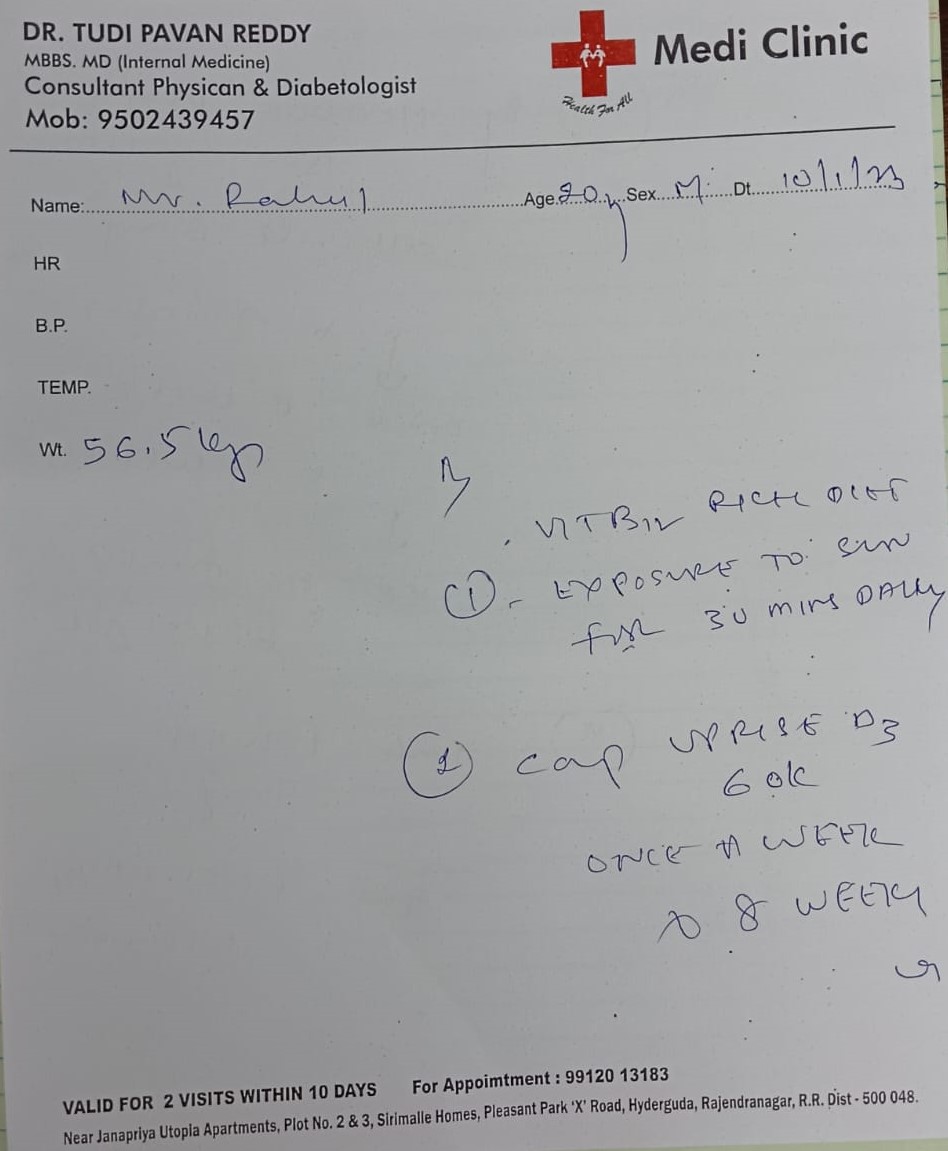 DR. TUDI PAVAN REDDY
MBBS. MD (Internal Medicine)
Consultant Physican & Diabetologist
Mob: 9502439457
Medi Clinic
Health For All
Name: Mr. Rahul Age 20y Sex M Dt. 10/1/23
HR
B.P.
TEMP.
Wt. 56.5 kgs
VIT B12 RICH DIET
(1) - EXPOSURE TO SUN
for 30 mins DAILY
(2) cap UPRISE D3
60K
ONCE A WEEK
x 8 WEEKS
VALID FOR 2 VISITS WITHIN 10 DAYS For Appoimtment : 99120 13183
Near Janapriya Utopia Apartments, Plot No. 2 & 3, Sirimalle Homes, Pleasant Park 'X' Road, Hyderguda, Rajendranagar, R.R. Dist - 500 048.